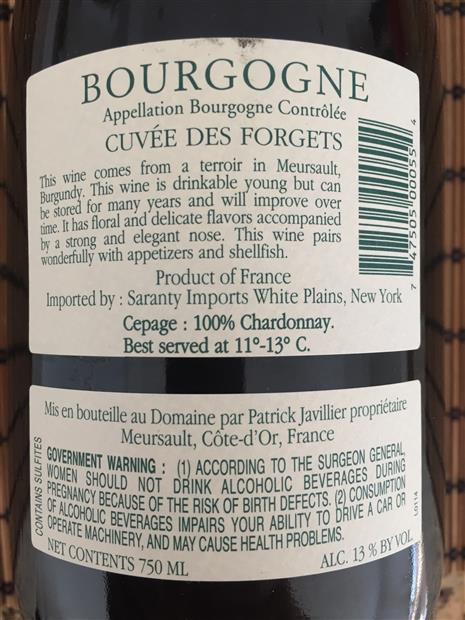 BOURGOGNE
Appellation Bourgogne Contrôlée
CUVÉE DES FORGETS
This wine comes from a terroir in Meursault,
Burgundy. This wine is drinkable young but can
be stored for many years and will improve over
time. It has floral and delicate flavors accompanied
by a strong and elegant nose. This wine pairs
wonderfully with appetizers and shellfish.
Product of France
Imported by : Saranty Imports White Plains, New York
Cepage : 100% Chardonnay.
Best served at 11°-13° C.
7 47505 00055 4
Mis en bouteille au Domaine par Patrick Javillier propriétaire
Meursault, Côte-d'Or, France
CONTAINS SULFITES
GOVERNMENT WARNING : (1) ACCORDING TO THE SURGEON GENERAL,
WOMEN SHOULD NOT DRINK ALCOHOLIC BEVERAGES DURING
PREGNANCY BECAUSE OF THE RISK OF BIRTH DEFECTS. (2) CONSUMPTION
OF ALCOHOLIC BEVERAGES IMPAIRS YOUR ABILITY TO DRIVE A CAR OR
OPERATE MACHINERY, AND MAY CAUSE HEALTH PROBLEMS.
L0114
NET CONTENTS 750 ML
ALC. 13 % BY VOL.